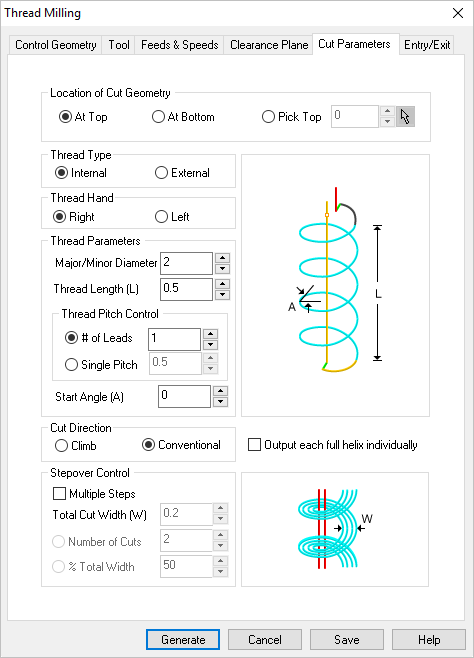 Thread Milling
Control Geometry Tool Feeds & Speeds Clearance Plane Cut Parameters Entry/Exit
Location of Cut Geometry
At Top At Bottom Pick Top 0
Thread Type
Internal External
Thread Hand
Right Left
Thread Parameters
Major/Minor Diameter 2
Thread Length (L) 0.5
Thread Pitch Control
# of Leads 1
Single Pitch 0.5
Start Angle (A) 0
A
L
Cut Direction
Climb Conventional
Output each full helix individually
Stepover Control
Multiple Steps
Total Cut Width (W) 0.2
Number of Cuts 2
% Total Width 50
W
Generate Cancel Save Help